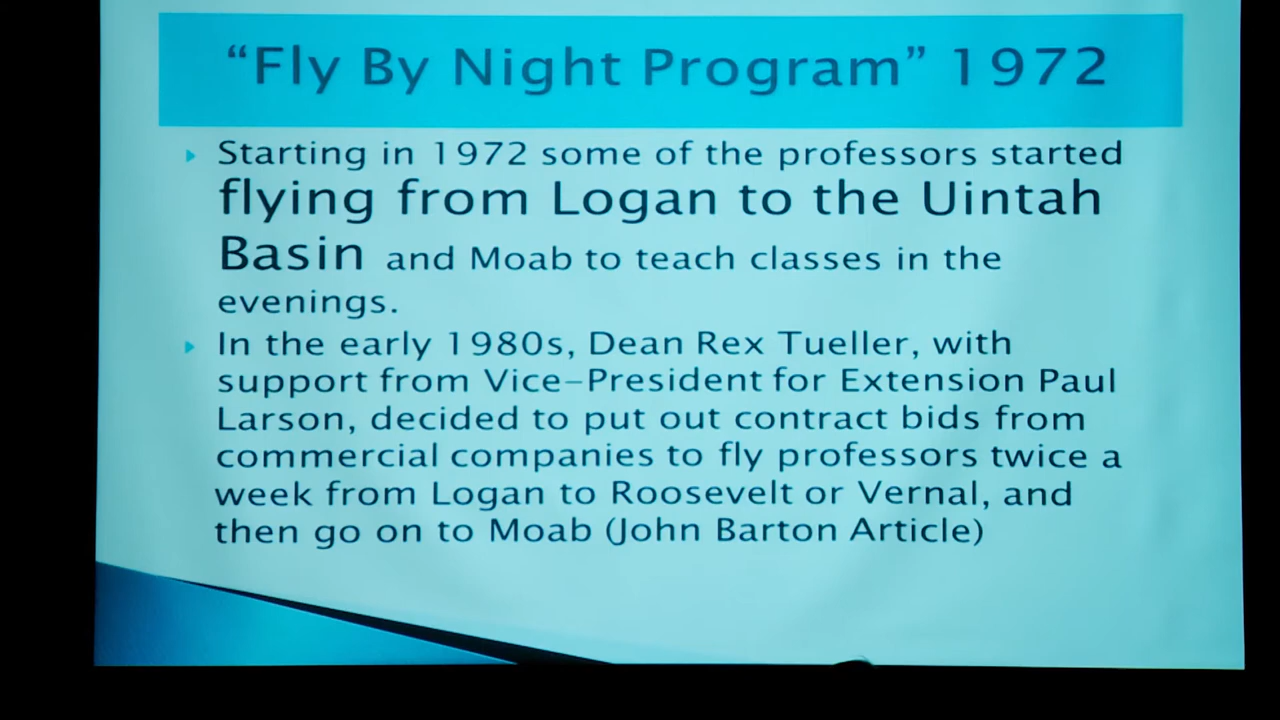 “Fly By Night Program” 1972
Starting in 1972 some of the professors started
flying from Logan to the Uintah
Basin and Moab to teach classes in the
evenings.
In the early 1980s, Dean Rex Tueller, with
support from Vice-President for Extension Paul
Larson, decided to put out contract bids from
commercial companies to fly professors twice a
week from Logan to Roosevelt or Vernal, and
then go on to Moab (John Barton Article)